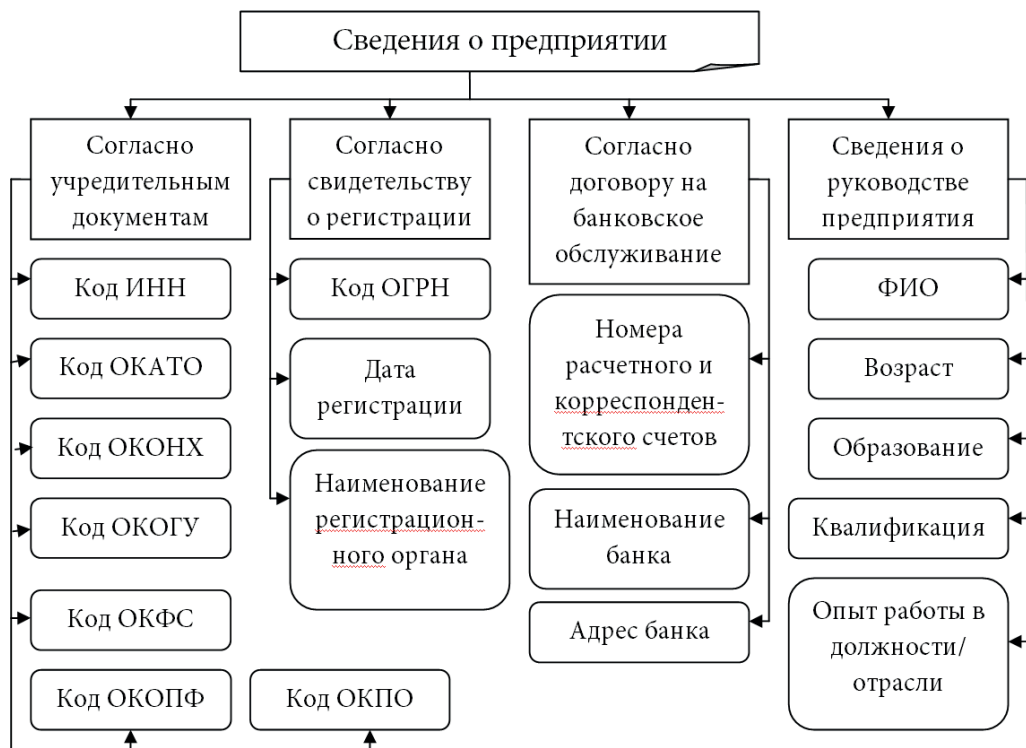 Сведения о предприятии
Согласно
учредительным
документам
Код ИНН
Код ОКАТО
Код ОКОНХ
Код ОКОГУ
Код ОКФС
Код ОКОПФ
Код ОКПО
Согласно
свидетельству
о регистрации
Код ОГРН
Дата
регистрации
Наименование
регистрацион-
ного органа
Согласно
договору на
банковское
обслуживание
Номера
расчетного и
корреспонден-
тского счетов
Наименование
банка
Адрес банка
Сведения о
руководстве
предприятия
ФИО
Возраст
Образование
Квалификация
Опыт работы в
должности/
отрасли